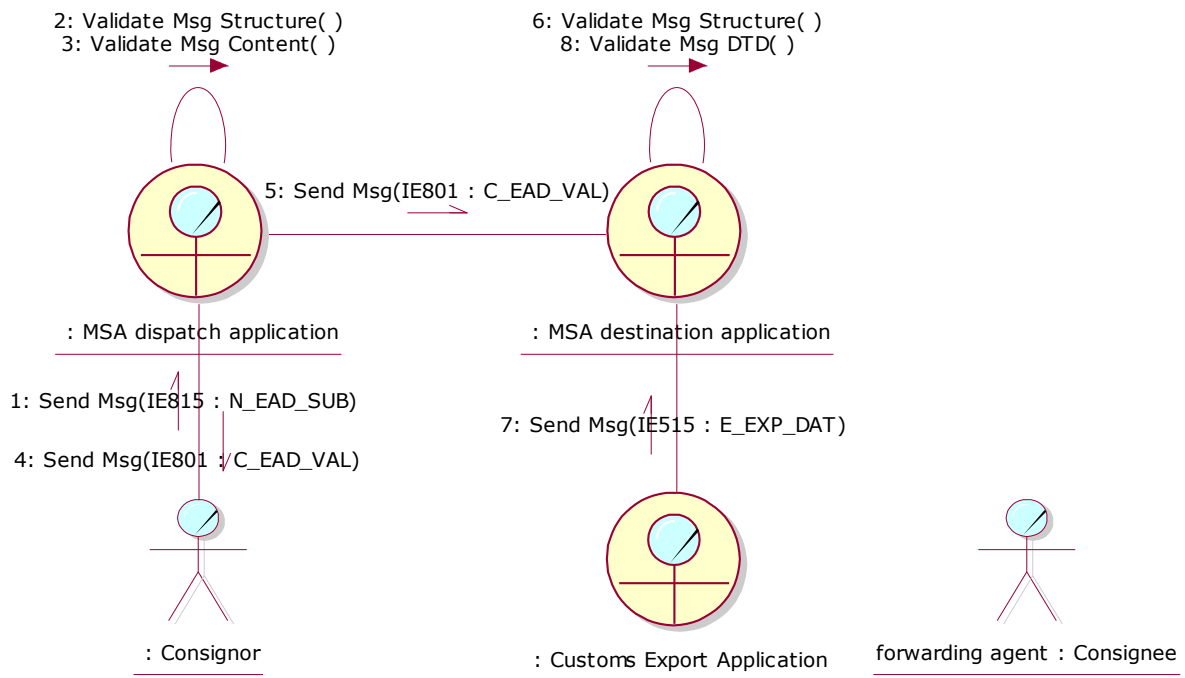 2: Validate Msg Structure( )
3: Validate Msg Content( )
6: Validate Msg Structure( )
8: Validate Msg DTD( )
5: Send Msg(IE801 : C_EAD_VAL)
: MSA dispatch application
: MSA destination application
1: Send Msg(IE815 : N_EAD_SUB)
7: Send Msg(IE515 : E_EXP_DAT)
4: Send Msg(IE801 : C_EAD_VAL)
: Consignor
: Customs Export Application
forwarding agent : Consignee